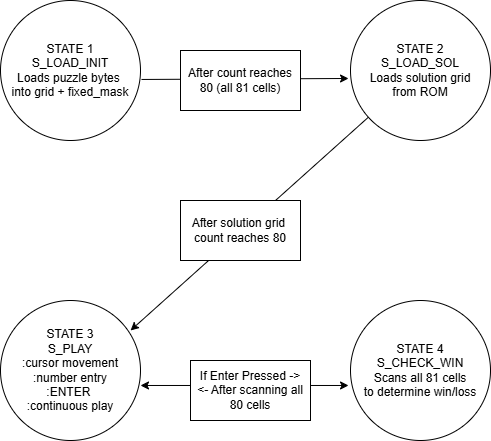 STATE 1
S_LOAD_INIT
Loads puzzle bytes
into grid + fixed_mask
After count reaches
80 (all 81 cells)
STATE 2
S_LOAD_SOL
Loads solution grid
from ROM
After solution grid
count reaches 80
STATE 3
S_PLAY
:cursor movement
:number entry
:ENTER
:continuous play
If Enter Pressed ->
<- After scanning all
80 cells
STATE 4
S_CHECK_WIN
Scans all 81 cells
to determine win/loss